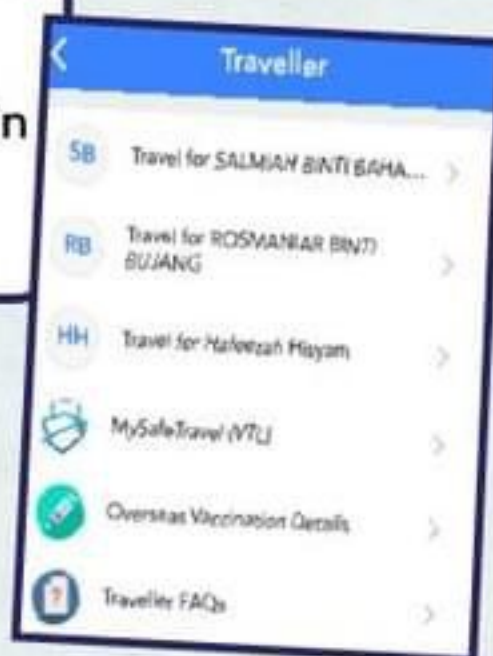 n
Traveller
SB Travel for SALMIAH BINTI BAHA...
RB Travel for ROSMANIAR BINTI
BUJANG
HH Travel for Hafeezah Hisyam
MySafeTravel (VTL)
Overseas Vaccination Details
Traveller FAQs